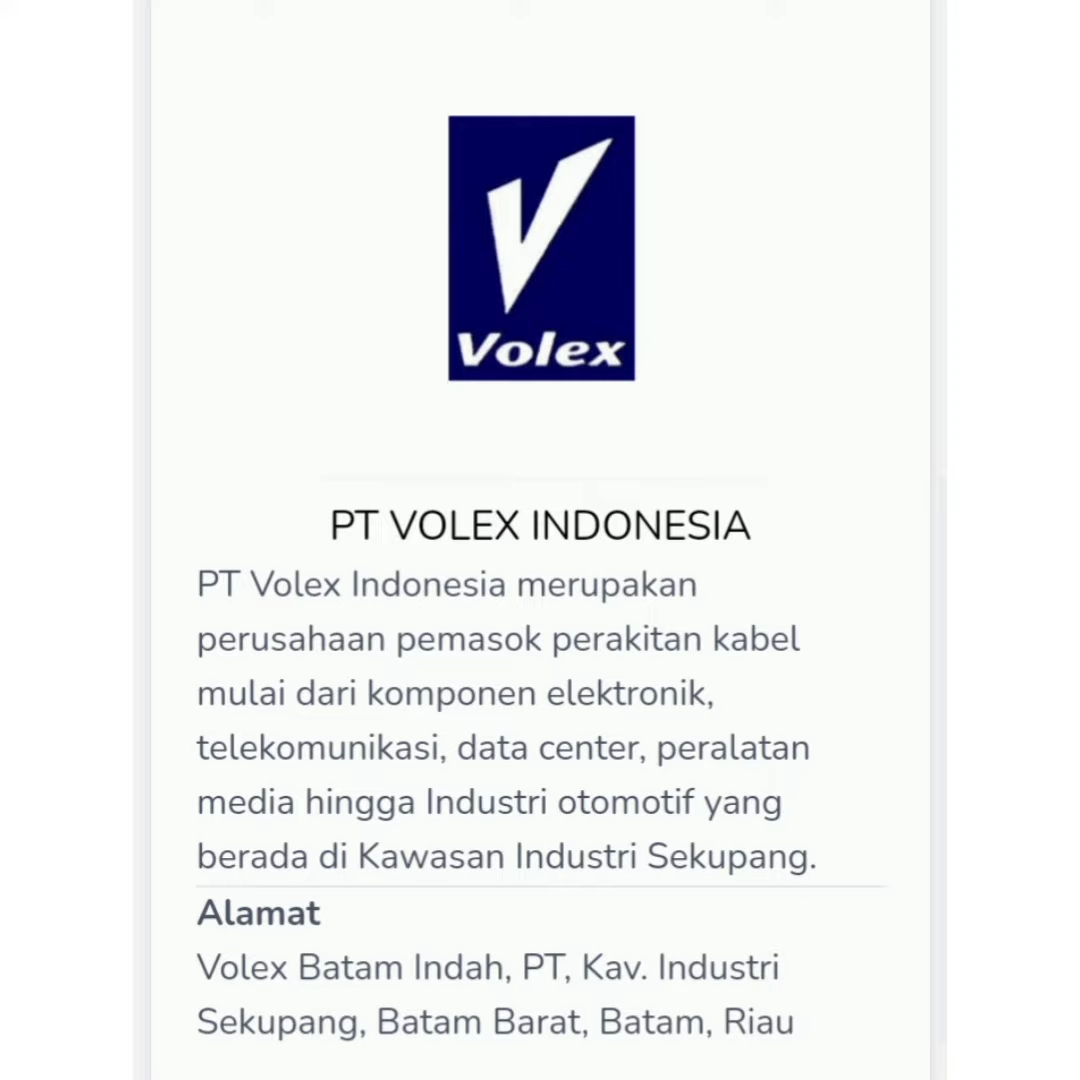 Volex
PT VOLEX INDONESIA
PT Volex Indonesia merupakan
perusahaan pemasok perakitan kabel
mulai dari komponen elektronik,
telekomunikasi, data center, peralatan
media hingga Industri otomotif yang
berada di Kawasan Industri Sekupang.
Alamat
Volex Batam Indah, PT, Kav. Industri
Sekupang, Batam Barat, Batam, Riau